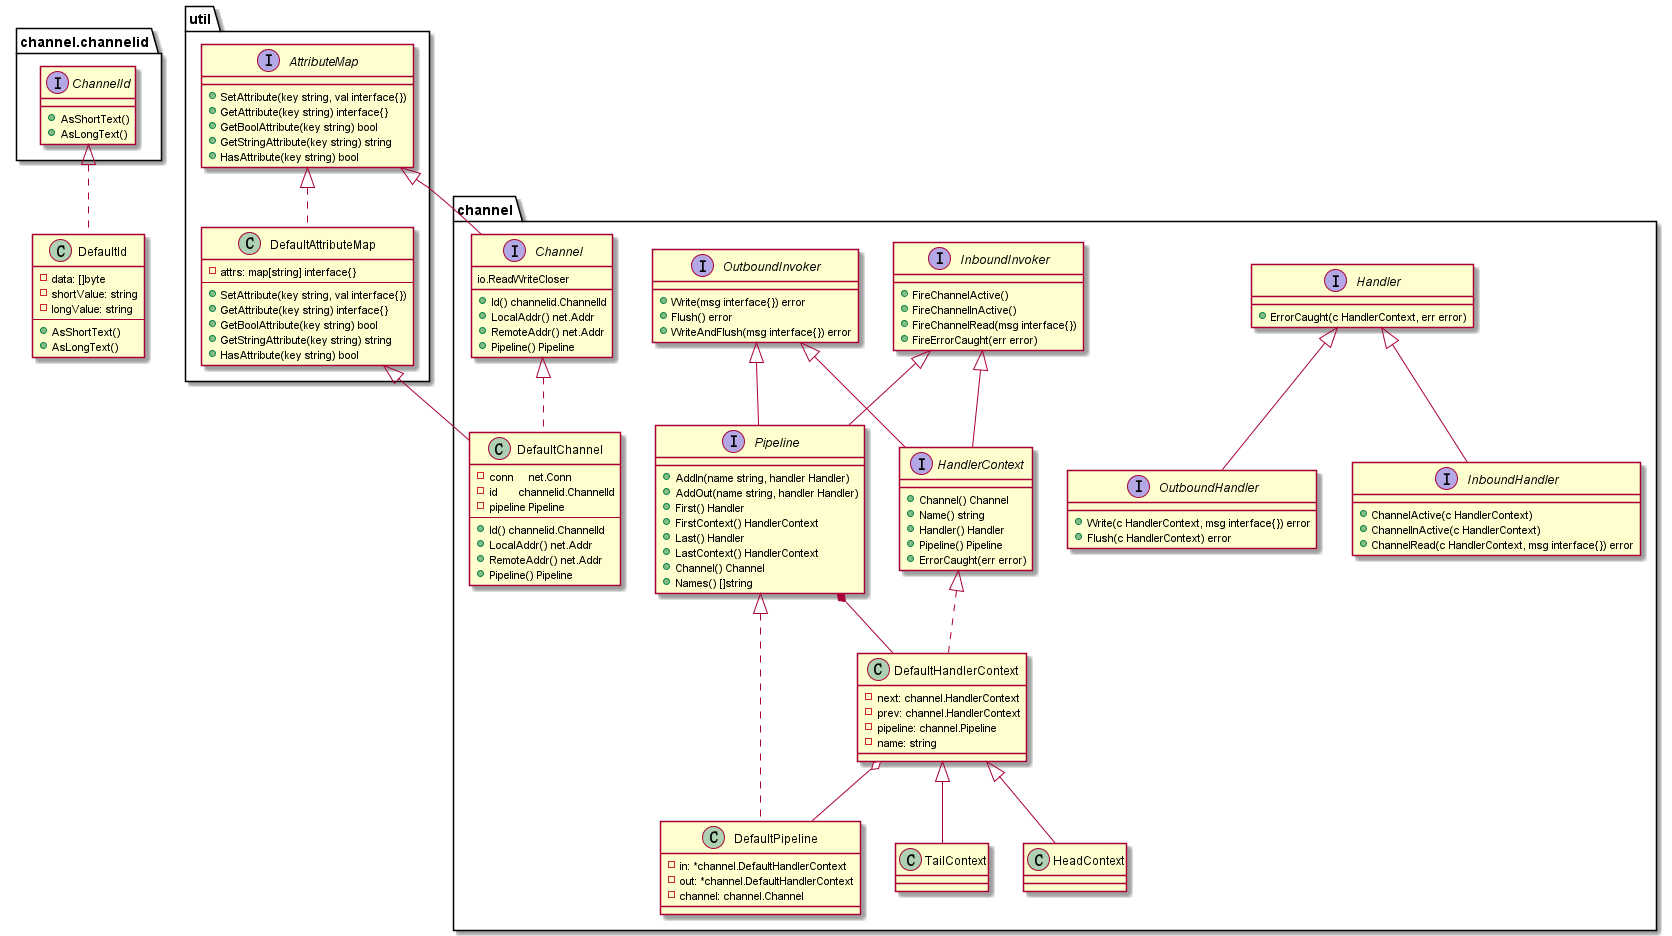 channel.channelid
I ChannelId
AsShortText()
AsLongText()
C DefaultId
data: []byte
shortValue: string
longValue: string
AsShortText()
AsLongText()
util
I AttributeMap
SetAttribute(key string, val interface{})
GetAttribute(key string) interface{}
GetBoolAttribute(key string) bool
GetStringAttribute(key string) string
HasAttribute(key string) bool
C DefaultAttributeMap
attrs: map[string] interface{}
SetAttribute(key string, val interface{})
GetAttribute(key string) interface{}
GetBoolAttribute(key string) bool
GetStringAttribute(key string) string
HasAttribute(key string) bool
channel
I Channel
io.ReadWriteCloser
Id() channelid.ChannelId
LocalAddr() net.Addr
RemoteAddr() net.Addr
Pipeline() Pipeline
C DefaultChannel
conn net.Conn
id channelid.ChannelId
pipeline Pipeline
Id() channelid.ChannelId
LocalAddr() net.Addr
RemoteAddr() net.Addr
Pipeline() Pipeline
I OutboundInvoker
Write(msg interface{}) error
Flush() error
WriteAndFlush(msg interface{}) error
I InboundInvoker
FireChannelActive()
FireChannelInActive()
FireChannelRead(msg interface{})
FireErrorCaught(err error)
I Handler
ErrorCaught(c HandlerContext, err error)
I Pipeline
AddIn(name string, handler Handler)
AddOut(name string, handler Handler)
First() Handler
FirstContext() HandlerContext
Last() Handler
LastContext() HandlerContext
Channel() Channel
Names() []string
I HandlerContext
Channel() Channel
Name() string
Handler() Handler
Pipeline() Pipeline
ErrorCaught(err error)
I OutboundHandler
Write(c HandlerContext, msg interface{}) error
Flush(c HandlerContext) error
I InboundHandler
ChannelActive(c HandlerContext)
ChannelInActive(c HandlerContext)
ChannelRead(c HandlerContext, msg interface{}) error
C DefaultHandlerContext
next: channel.HandlerContext
prev: channel.HandlerContext
pipeline: channel.Pipeline
name: string
C DefaultPipeline
in: *channel.DefaultHandlerContext
out: *channel.DefaultHandlerContext
channel: channel.Channel
C TailContext
C HeadContext